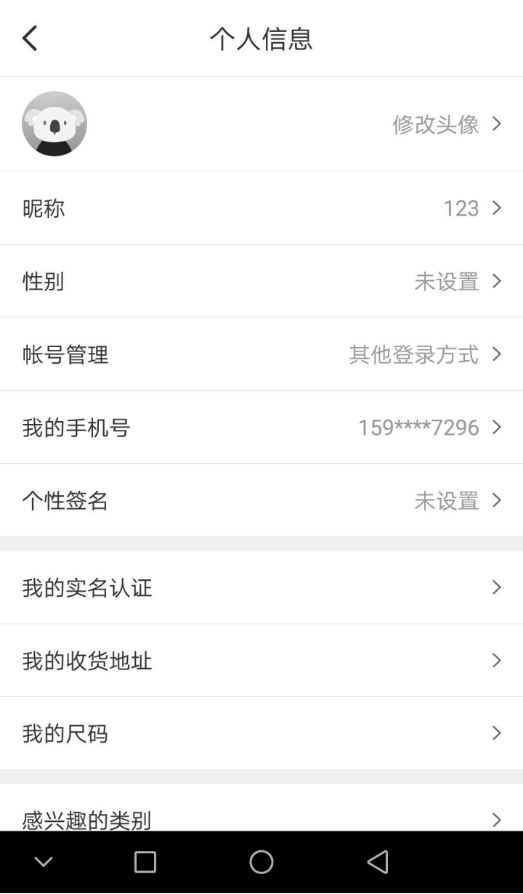 个人信息
修改头像
昵称 123
性别 未设置
帐号管理 其他登录方式
我的手机号 159****7296
个性签名 未设置
我的实名认证
我的收货地址
我的尺码
感兴趣的类别